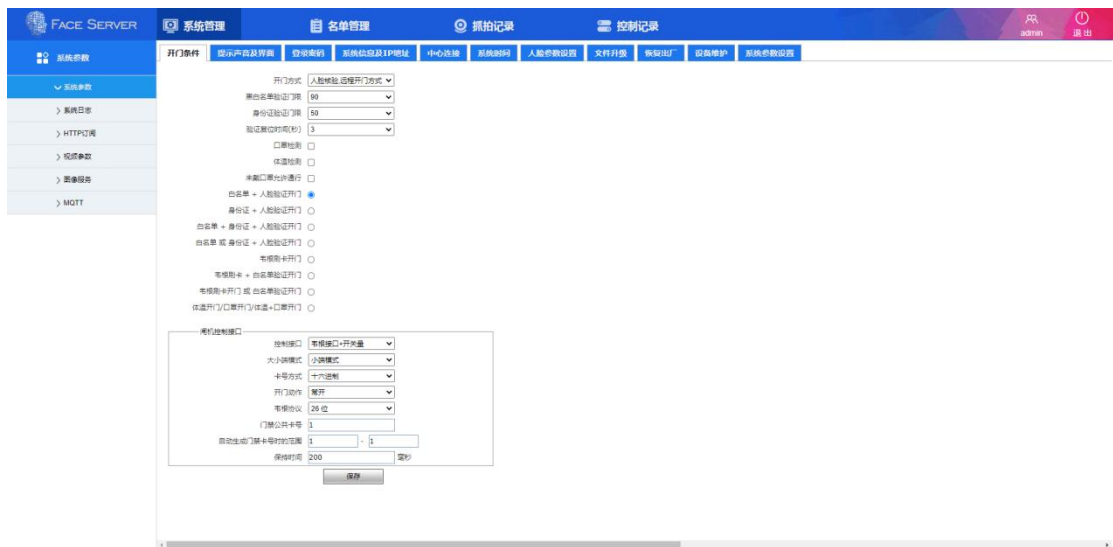 FACE SERVER 系统管理 名单管理 抓拍记录 控制记录 admin 退出
系统参数
系统参数
系统日志
HTTP订阅
视频参数
图像服务
MQTT
开门条件 提示声音及界面 登录密码 系统信息及IP地址 中心连接 系统时间 人脸参数设置 文件升级 恢复出厂 设备维护 系统参数设置
开门方式 人脸核验,远程开门方式
黑白名单验证门限 90
身份证验证门限 50
验证复位时间(秒) 3
口罩检测
体温检测
未戴口罩允许通行
白名单 + 人脸验证开门
身份证 + 人脸验证开门
白名单 + 身份证 + 人脸验证开门
白名单 或 身份证 + 人脸验证开门
韦根刷卡开门
韦根刷卡 + 白名单验证开门
韦根刷卡开门 或 白名单验证开门
体温开门/口罩开门/体温+口罩开门
闸机控制接口
控制接口 韦根接口+开关量
大小端模式 小端模式
卡号方式 十六进制
开门动作 常开
韦根协议 26 位
门禁公共卡号 1
自动生成门禁卡号时的范围 1 - 1
保持时间 200 毫秒
保存